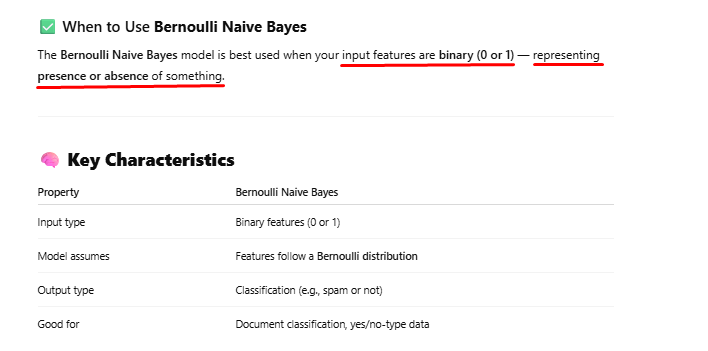 ✅ When to Use Bernoulli Naive Bayes
The Bernoulli Naive Bayes model is best used when your input features are binary (0 or 1) — representing
presence or absence of something.
🧠 Key Characteristics
Property Bernoulli Naive Bayes
Input type Binary features (0 or 1)
Model assumes Features follow a Bernoulli distribution
Output type Classification (e.g., spam or not)
Good for Document classification, yes/no-type data